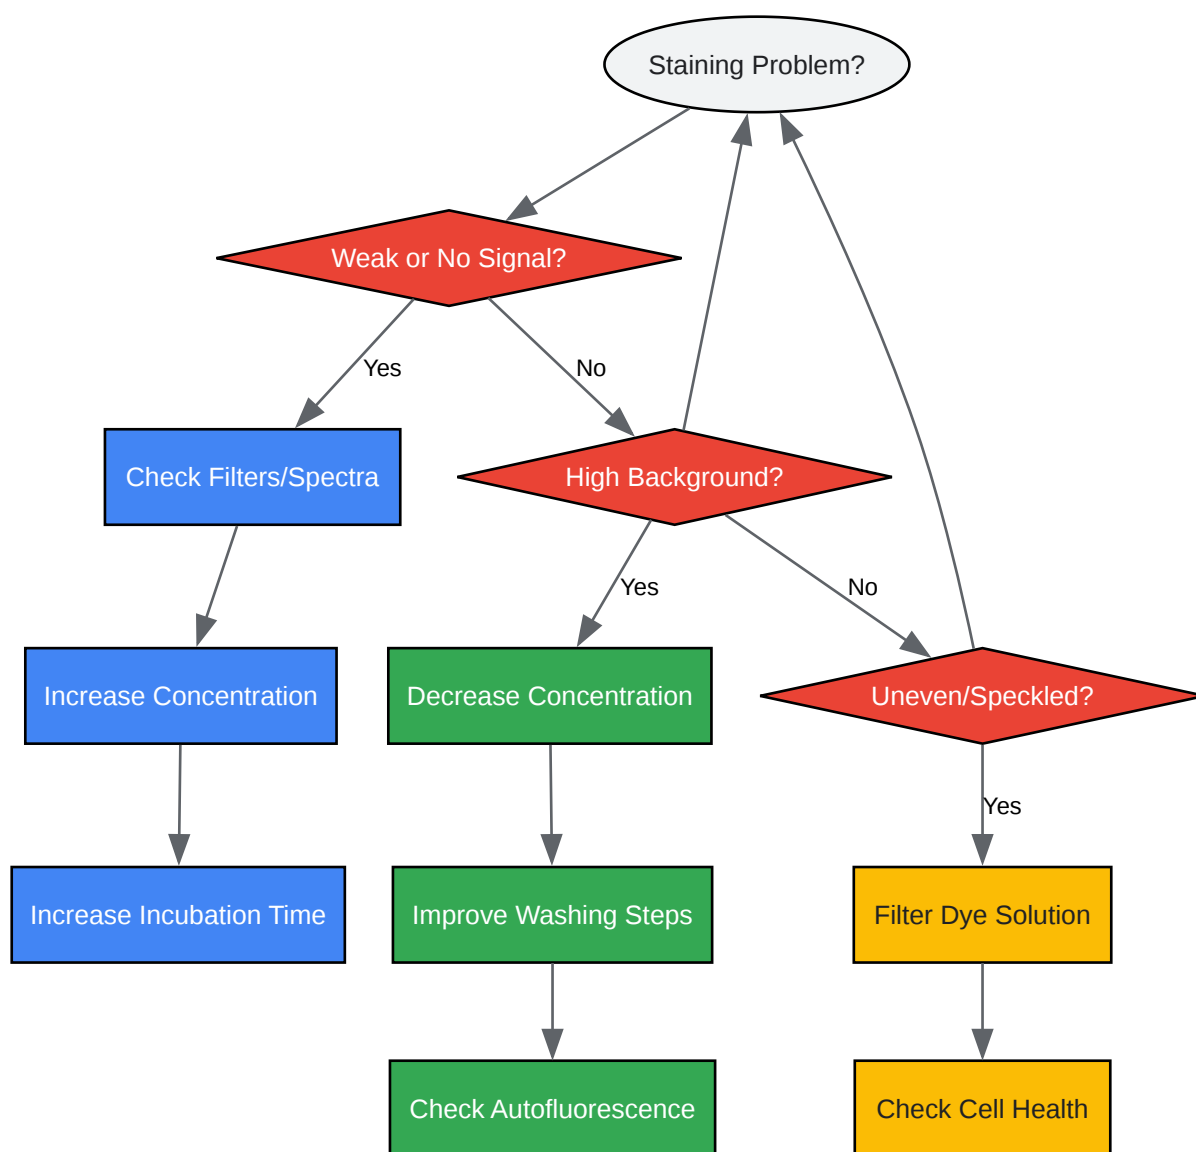 Staining Problem?
Weak or No Signal?
Yes
No
Check Filters/Spectra
High Background?
Yes
No
Increase Concentration
Decrease Concentration
Uneven/Speckled?
Yes
Increase Incubation Time
Improve Washing Steps
Filter Dye Solution
Check Autofluorescence
Check Cell Health